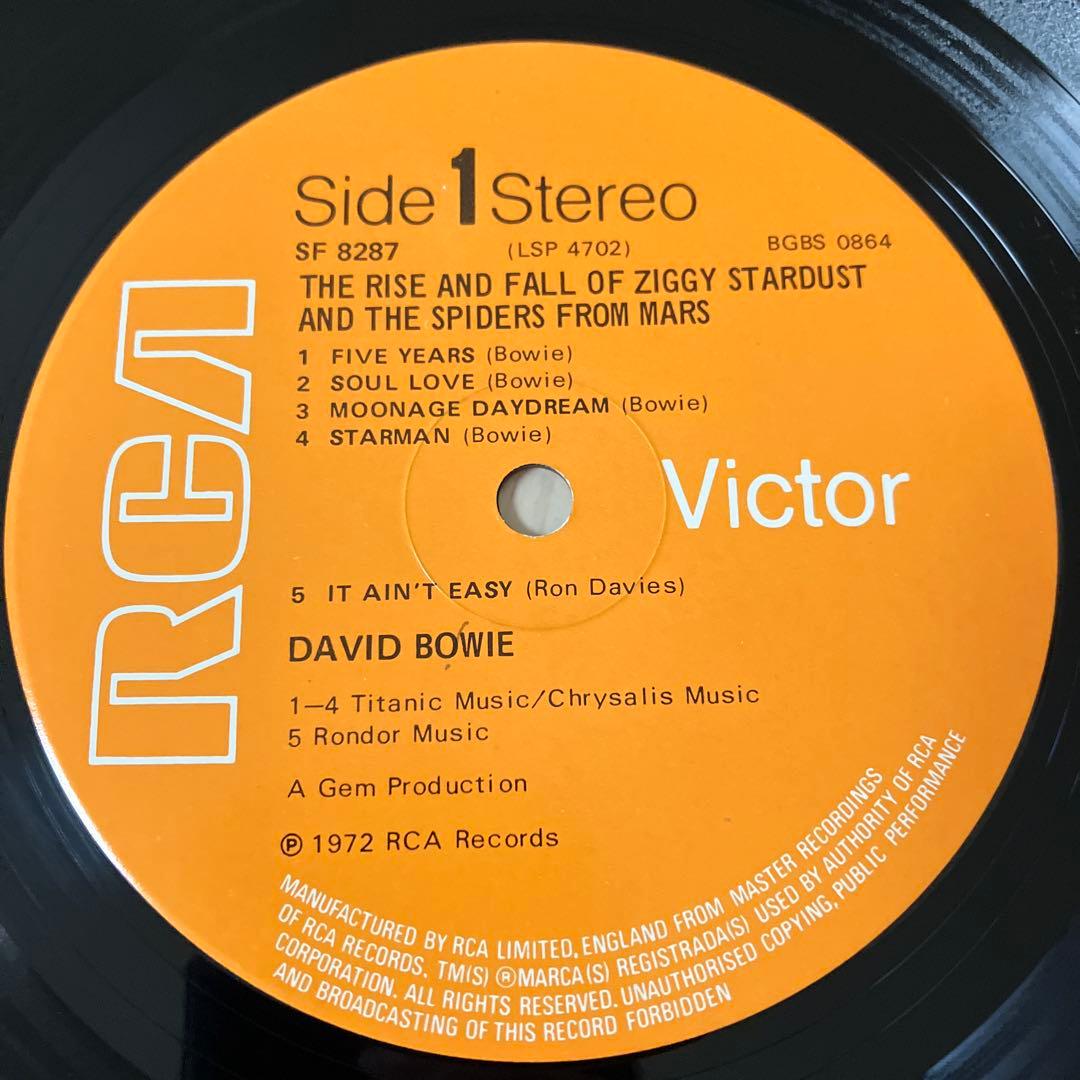 Side 1 Stereo
SF 8287 (LSP 4702) BGBS 0864
THE RISE AND FALL OF ZIGGY STARDUST
AND THE SPIDERS FROM MARS
1 FIVE YEARS (Bowie)
2 SOUL LOVE (Bowie)
3 MOONAGE DAYDREAM (Bowie)
4 STARMAN (Bowie)
RCA
Victor
5 IT AIN'T EASY (Ron Davies)
DAVID BOWIE
1—4 Titanic Music/Chrysalis Music
5 Rondor Music
A Gem Production
℗ 1972 RCA Records
MANUFACTURED BY RCA LIMITED, ENGLAND FROM MASTER RECORDINGS
OF RCA RECORDS. TM(S) ® MARCA(S) REGISTRADA(S) USED BY AUTHORITY OF RCA
CORPORATION. ALL RIGHTS RESERVED. UNAUTHORISED COPYING, PUBLIC PERFORMANCE
AND BROADCASTING OF THIS RECORD FORBIDDEN